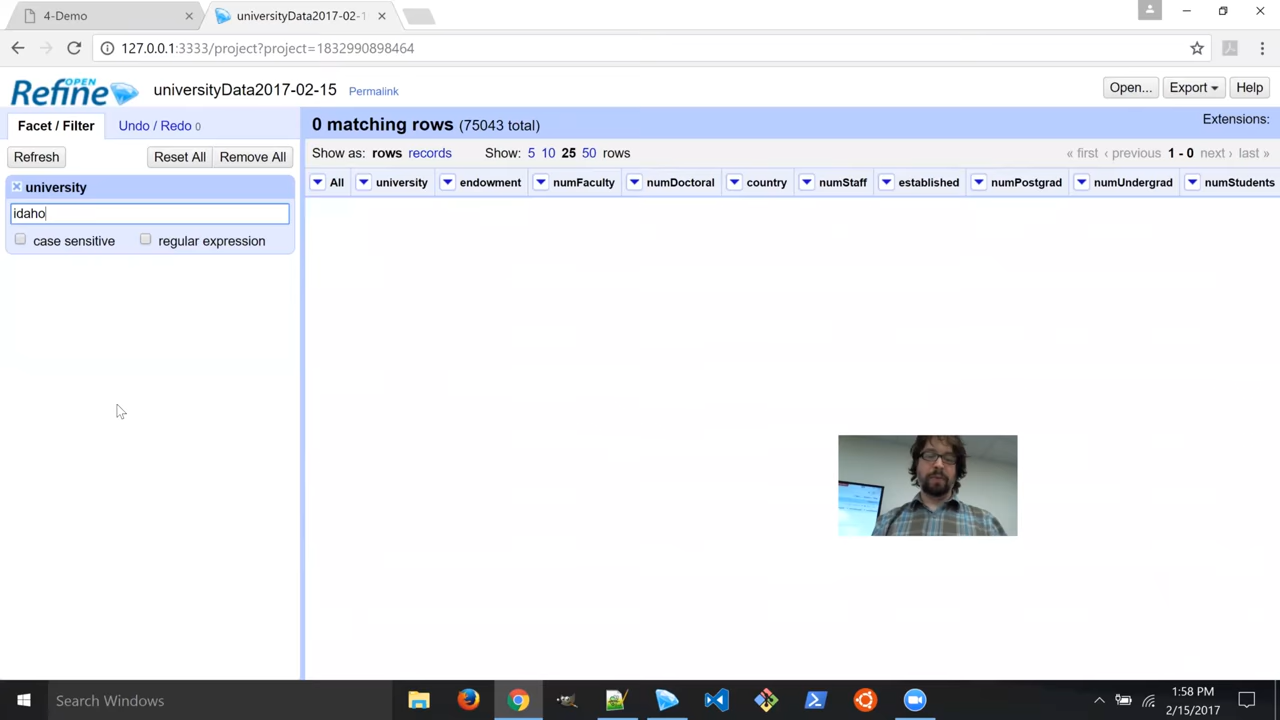 4-Demo
universityData2017-02-1
127.0.0.1:3333/project?project=1832990898464
OPEN
Refine
universityData2017-02-15
Permalink
Open...
Export
Help
Facet / Filter
Undo / Redo 0
0 matching rows (75043 total)
Extensions:
Refresh
Reset All
Remove All
Show as: rows records
Show: 5 10 25 50 rows
« first ‹ previous 1 - 0 next › last »
university
All
university
endowment
numFaculty
numDoctoral
country
numStaff
established
numPostgrad
numUndergrad
numStudents
idaho
case sensitive
regular expression
Search Windows
1:58 PM
2/15/2017